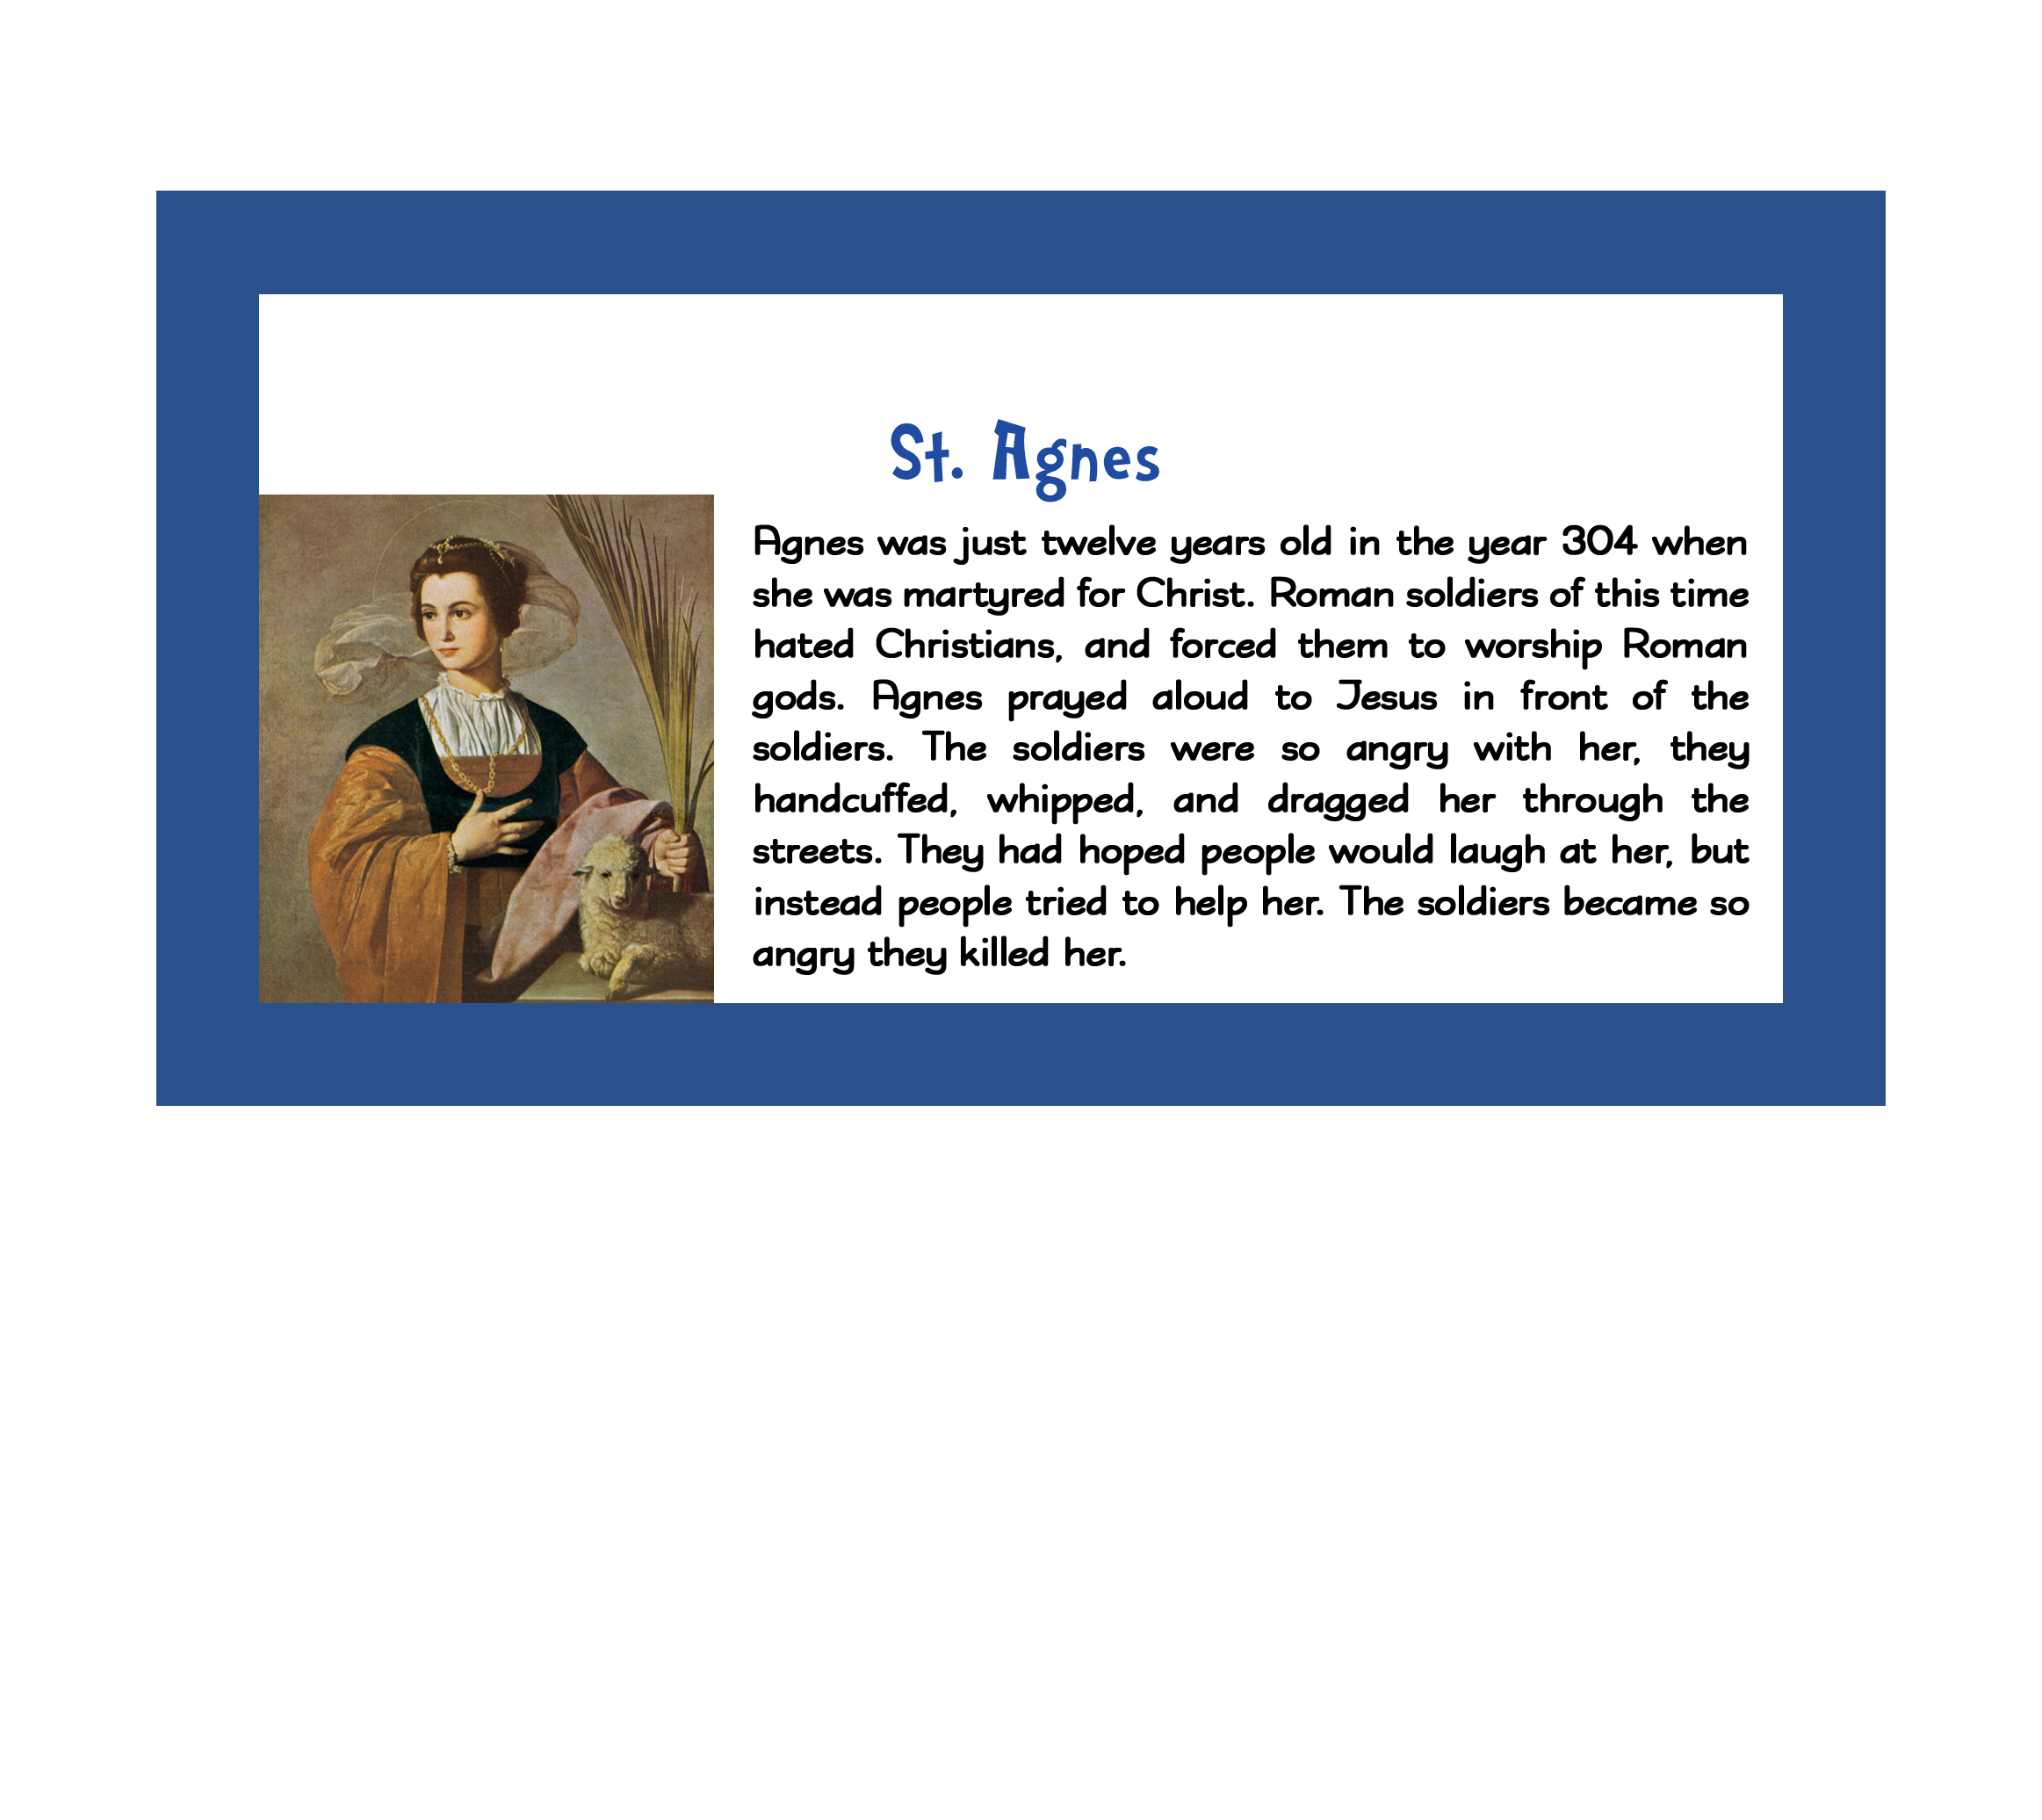 St. Agnes
Agnes was just twelve years old in the year 304 when
she was martyred for Christ. Roman soldiers of this time
hated Christians, and forced them to worship Roman
gods. Agnes prayed aloud to Jesus in front of the
soldiers. The soldiers were so angry with her, they
handcuffed, whipped, and dragged her through the
streets. They had hoped people would laugh at her, but
instead people tried to help her. The soldiers became so
angry they killed her.